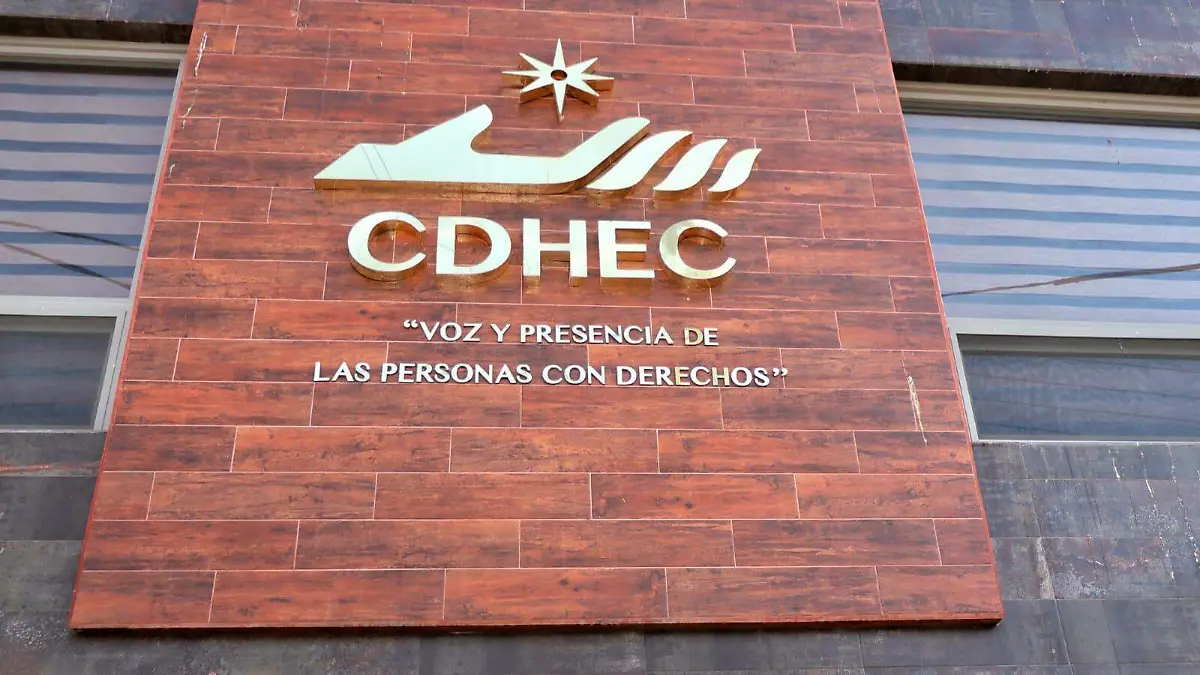 CDHEC
“VOZ Y PRESENCIA DE
LAS PERSONAS CON DERECHOS”